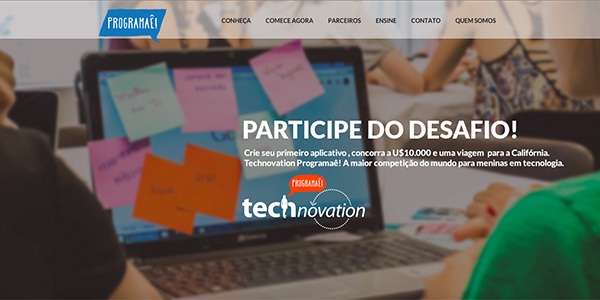 PROGRAMAÊ!
CONHEÇA COMECE AGORA PARCEIROS ENSINE CONTATO QUEM SOMOS
PARTICIPE DO DESAFIO!
Crie seu primeiro aplicativo , concorra a U$10.000 e uma viagem para a Califórnia.
Technovation Programaê! A maior competição do mundo para meninas em tecnologia.
PROGRAMAÊ!
technovation